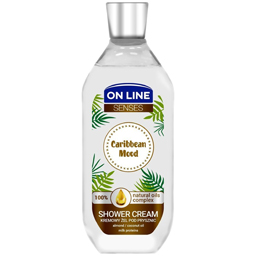 ON LINE
SENSES
Caribbean
Mood
100%
natural oils
complex
SHOWER CREAM
KREMOWY ŻEL POD PRYSZNIC
almond / coconut oil
milk proteins